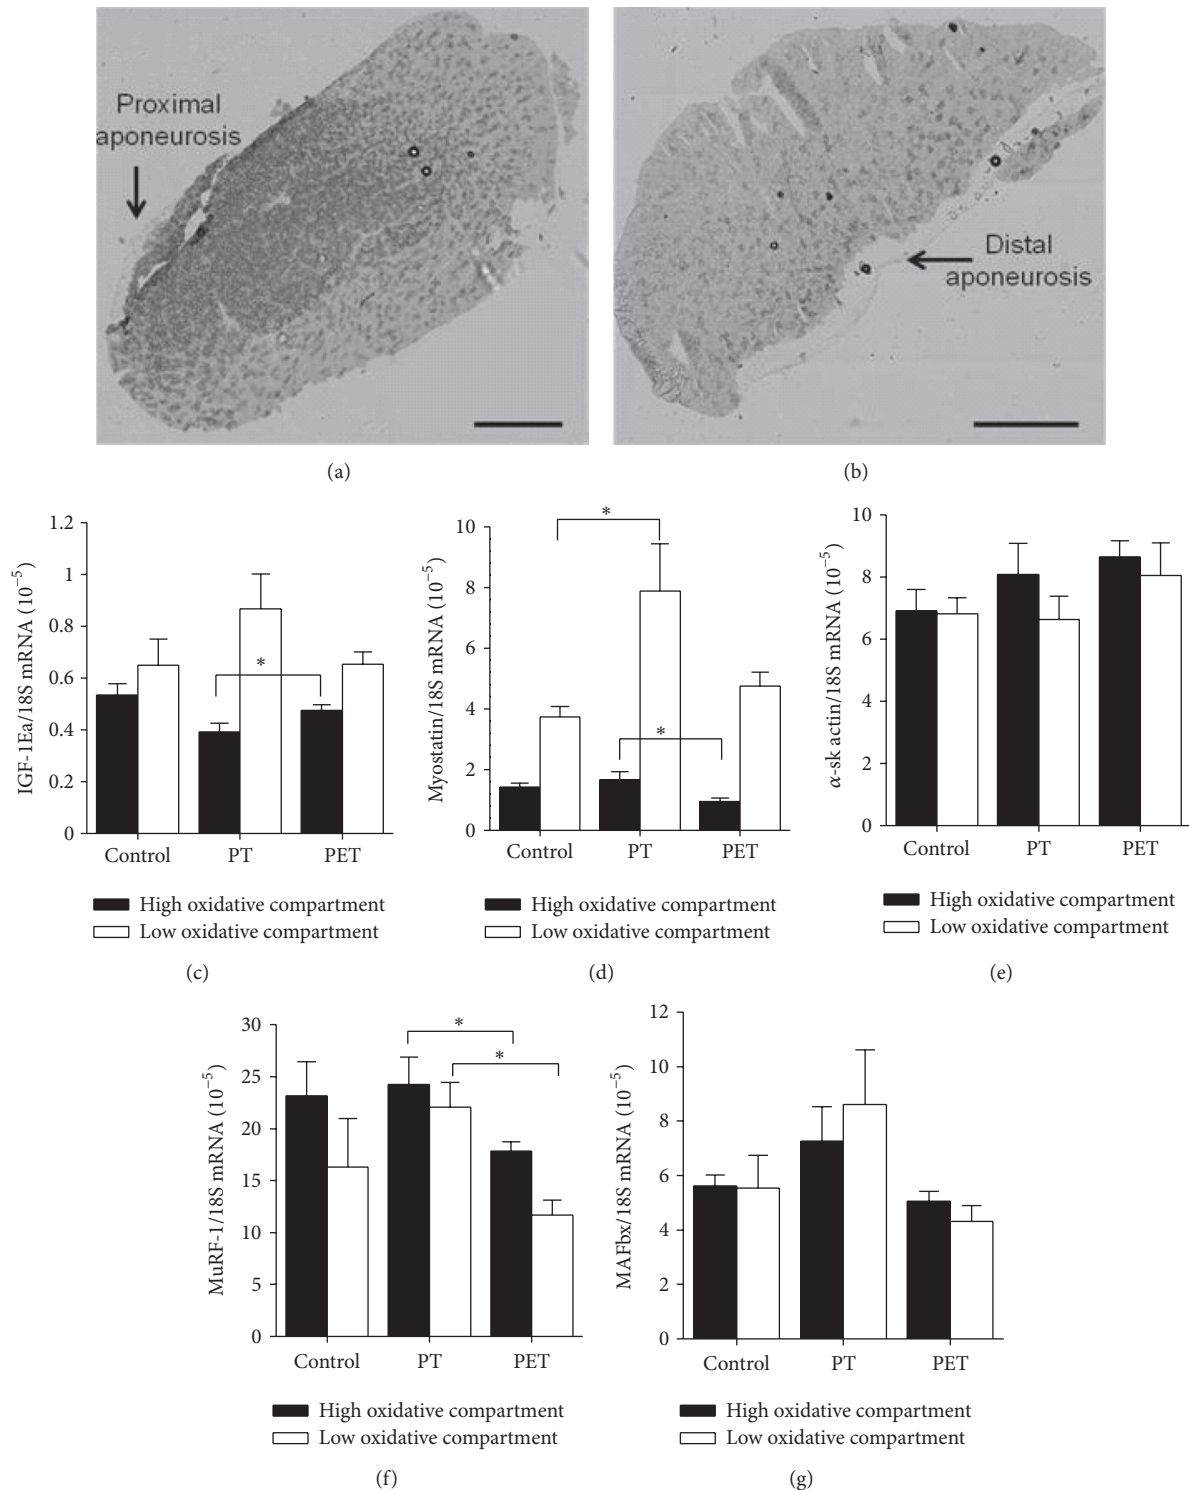 Proximal
aponeurosis
Distal
aponeurosis
(a)
(b)
IGF-1Ea/18S mRNA (10⁻⁵)
1.2
1
0.8
0.6
0.4
0.2
0
*
Control PT PET
High oxidative compartment
Low oxidative compartment
(c)
Myostatin/18S mRNA (10⁻⁵)
10
8
6
4
2
0
*
*
Control PT PET
High oxidative compartment
Low oxidative compartment
(d)
α-sk actin/18S mRNA (10⁻⁵)
10
8
6
4
2
0
Control PT PET
High oxidative compartment
Low oxidative compartment
(e)
MuRF-1/18S mRNA (10⁻⁵)
30
25
20
15
10
5
0
*
*
Control PT PET
High oxidative compartment
Low oxidative compartment
(f)
MAFbx/18S mRNA (10⁻⁵)
12
10
8
6
4
2
0
Control PT PET
High oxidative compartment
Low oxidative compartment
(g)